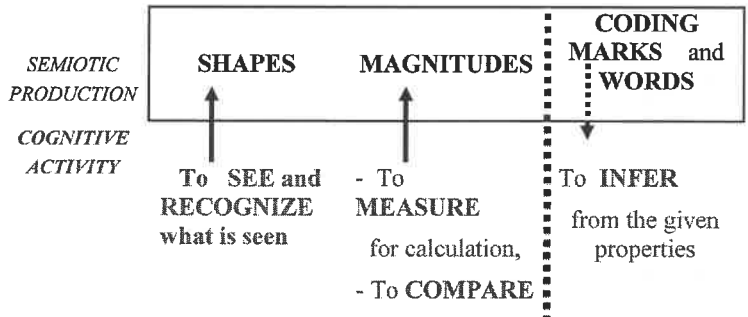 SEMIOTIC
PRODUCTION
COGNITIVE
ACTIVITY
SHAPES
MAGNITUDES
CODING
MARKS and
WORDS
To SEE and
RECOGNIZE
what is seen
- To
MEASURE
for calculation,
- To COMPARE
To INFER
from the given
properties